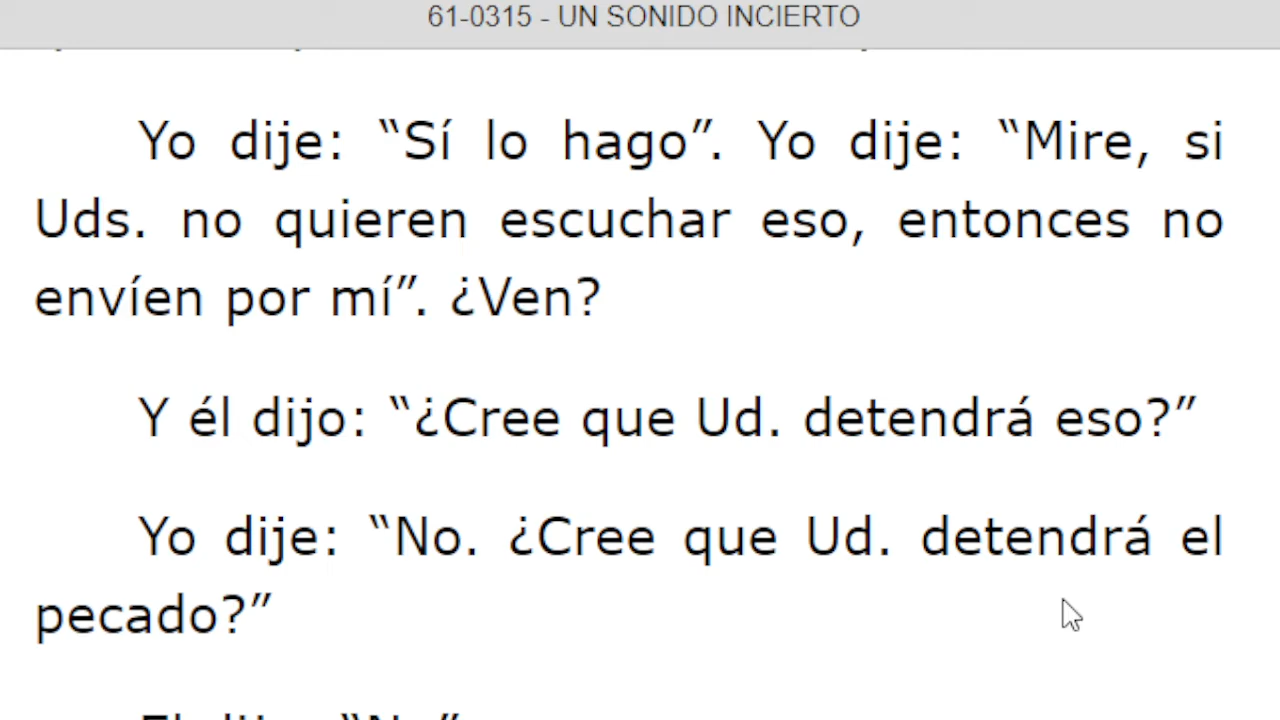 61-0315 - UN SONIDO INCIERTO
Yo dije: “Sí lo hago”. Yo dije: “Mire, si
Uds. no quieren escuchar eso, entonces no
envíen por mí”. ¿Ven?
Y él dijo: “¿Cree que Ud. detendrá eso?”
Yo dije: “No. ¿Cree que Ud. detendrá el
pecado?”